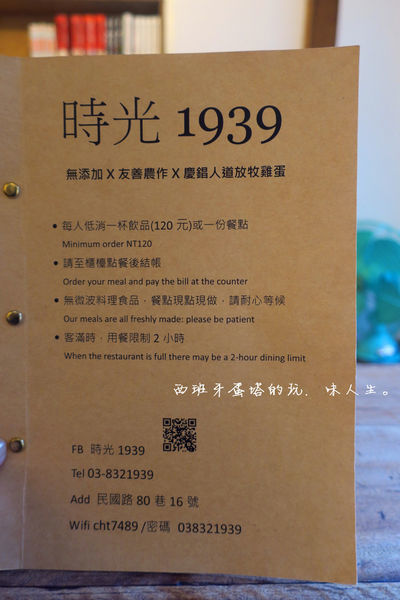 時光 1939
無添加 X 友善農作 X 慶錩人道放牧雞蛋
• 每人低消一杯飲品(120 元)或一份餐點
Minimum order NT120
• 請至櫃檯點餐後結帳
Order your meal and pay the bill at the counter
• 無微波料理食品，餐點現點現做，請耐心等候
Our meals are all freshly made: please be patient
• 客滿時，用餐限制 2 小時
When the restaurant is full there may be a 2-hour dining limit
西班牙蛋塔的玩．味人生。
FB 時光 1939
Tel 03-8321939
Add 民國路 80 巷 16 號
Wifi cht7489 /密碼 038321939